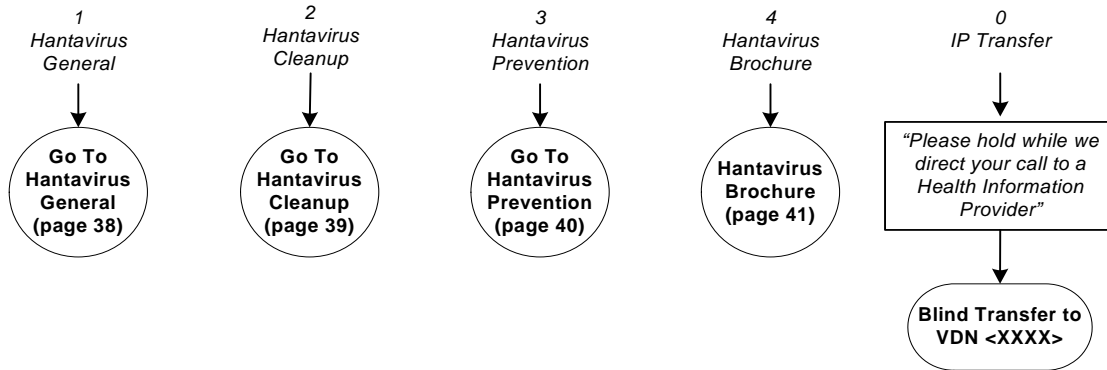 1
Hantavirus
General
2
Hantavirus
Cleanup
3
Hantavirus
Prevention
4
Hantavirus
Brochure
0
IP Transfer
Go To
Hantavirus
General
(page 38)
Go To
Hantavirus
Cleanup
(page 39)
Go To
Hantavirus
Prevention
(page 40)
Hantavirus
Brochure
(page 41)
“Please hold while we
direct your call to a
Health Information
Provider”
Blind Transfer to
VDN <XXXX>